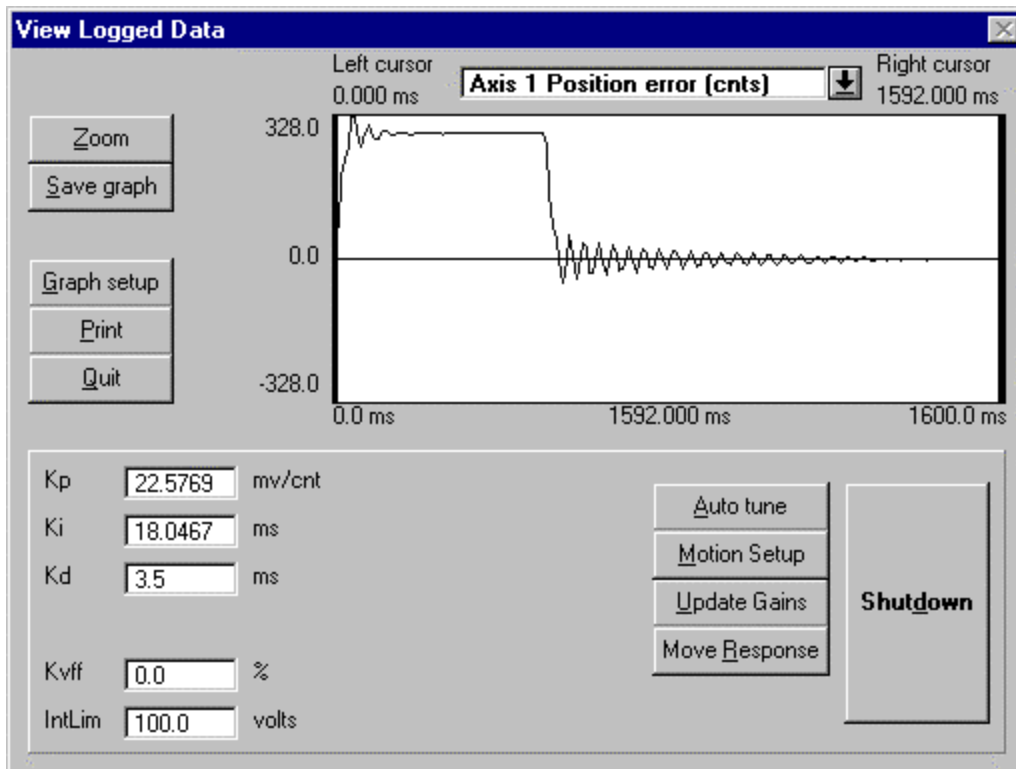 View Logged Data
Left cursor
0.000 ms
Axis 1 Position error (cnts)
Right cursor
1592.000 ms
Zoom
Save graph
Graph setup
Print
Quit
328.0
0.0
-328.0
0.0 ms 1592.000 ms 1600.0 ms
Kp 22.5769 mv/cnt
Ki 18.0467 ms
Kd 3.5 ms
Kvff 0.0 %
IntLim 100.0 volts
Auto tune
Motion Setup
Update Gains
Move Response
Shutdown